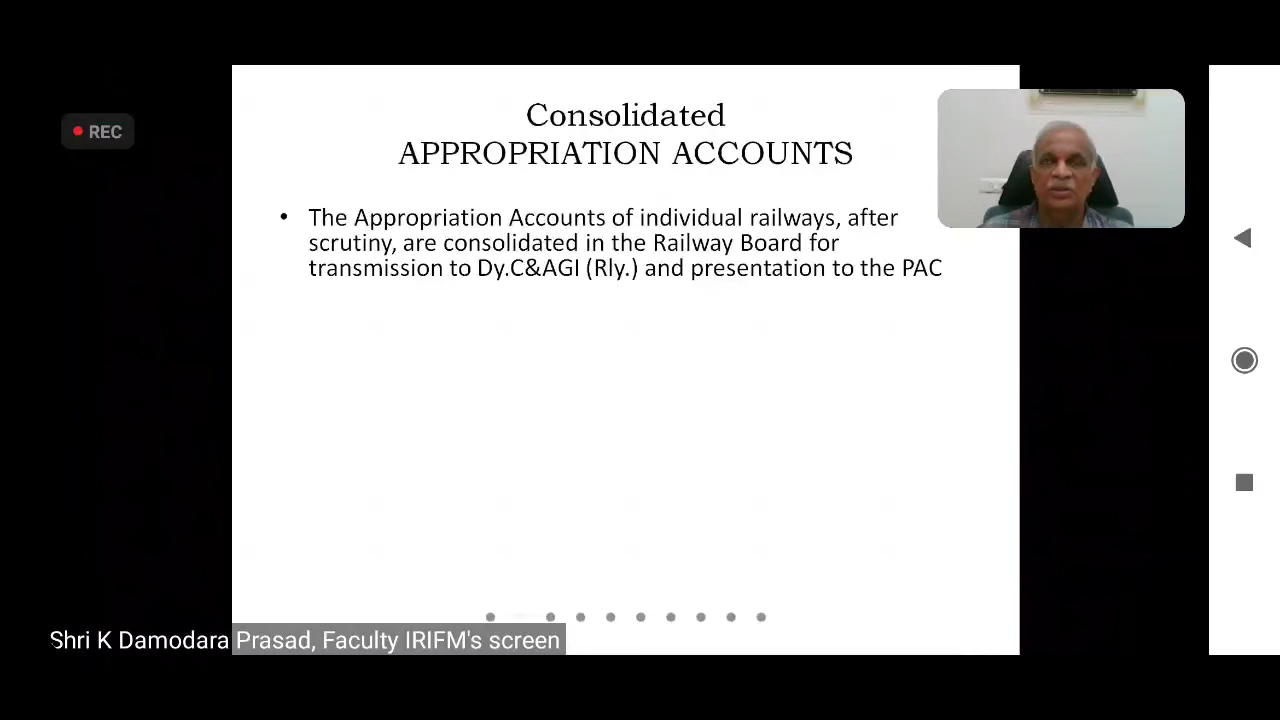 Consolidated
APPROPRIATION ACCOUNTS
REC
• The Appropriation Accounts of individual railways, after
scrutiny, are consolidated in the Railway Board for
transmission to Dy.C&AGI (Rly.) and presentation to the PAC
Shri K Damodara Prasad, Faculty IRIFM's screen